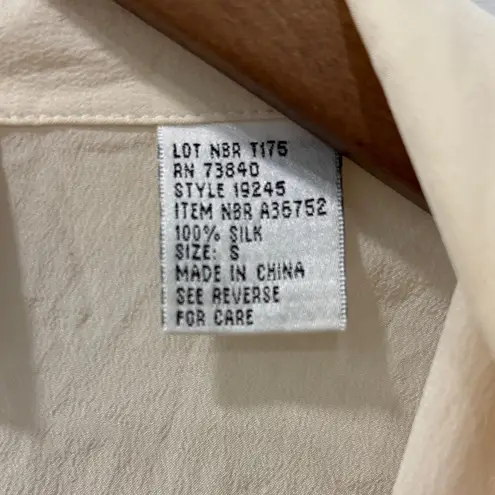 LOT NBR T175
RN 73840
STYLE 19245
ITEM NBR A36752
100% SILK
SIZE: S
MADE IN CHINA
SEE REVERSE
FOR CARE